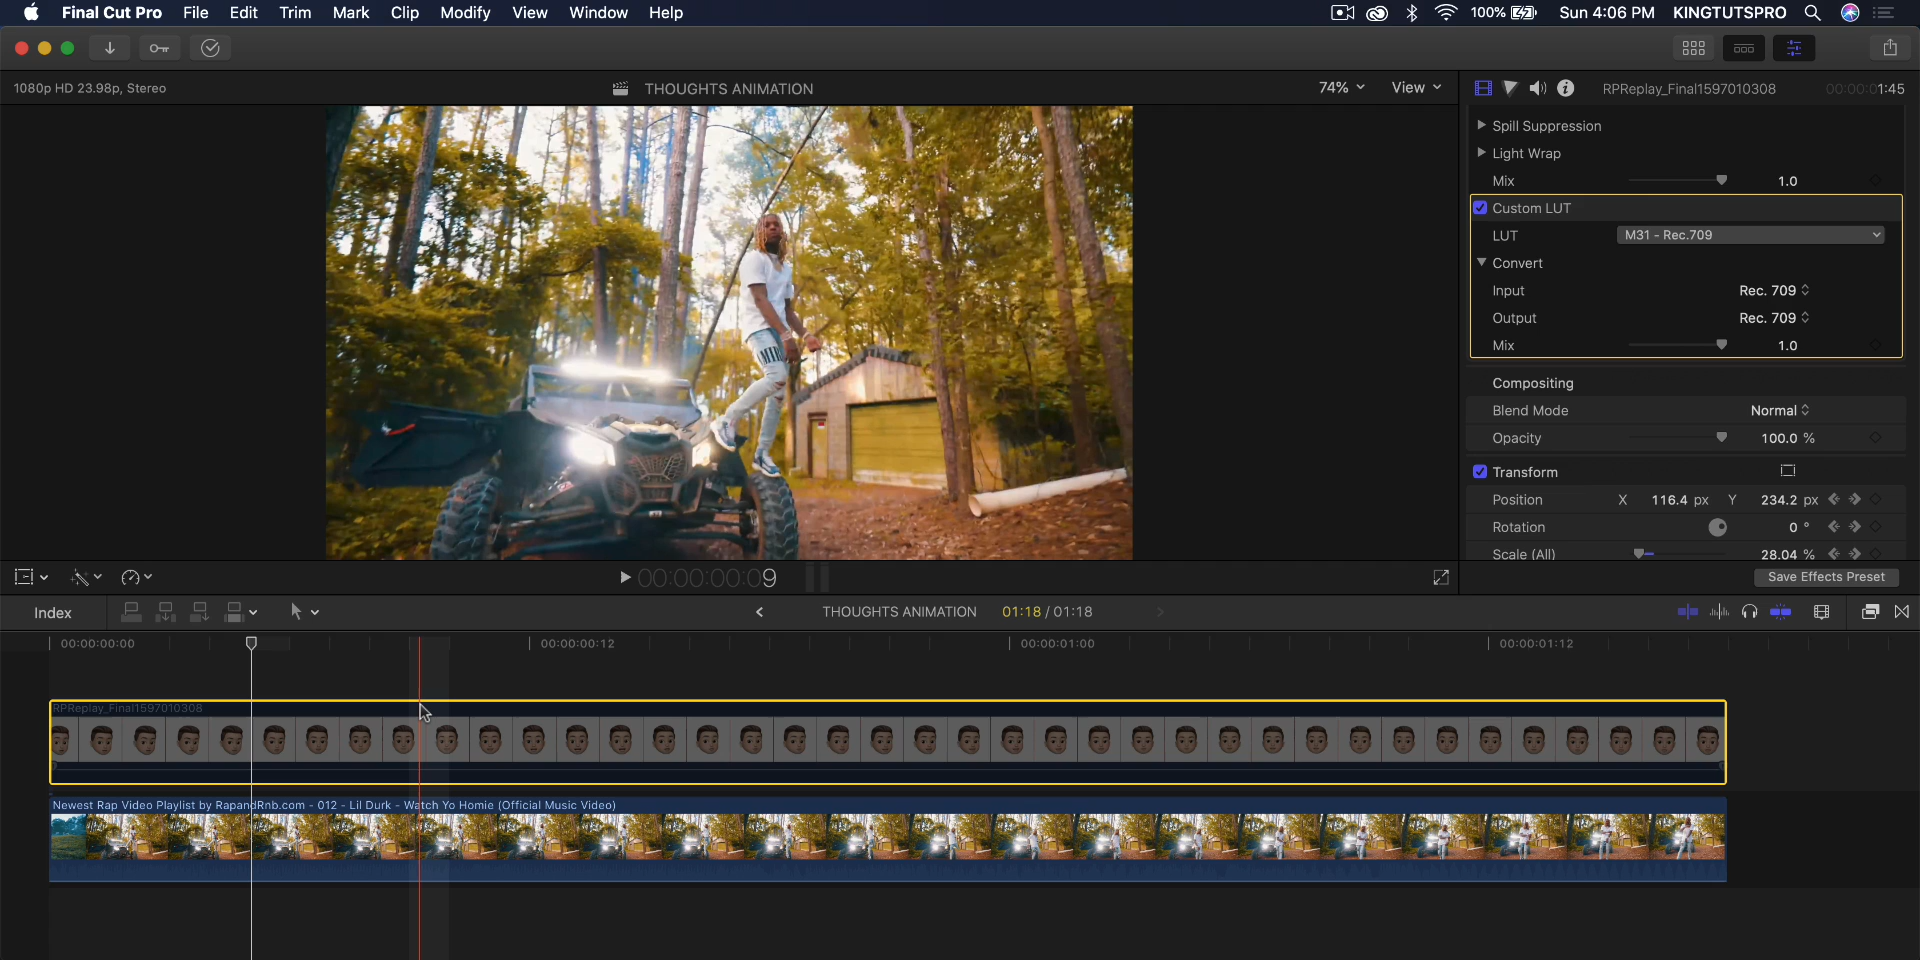 Final Cut Pro File Edit Trim Mark Clip Modify View Window Help 100% Sun 4:06 PM KINGTUTSPRO
1080p HD 23.98p, Stereo THOUGHTS ANIMATION 74% View RPReplay_Final1597010308 00:00:01:45
Spill Suppression
Light Wrap
Mix 1.0
Custom LUT
LUT M31 - Rec.709
Convert
Input Rec. 709
Output Rec. 709
Mix 1.0
Compositing
Blend Mode Normal
Opacity 100.0 %
Transform
Position X 116.4 px Y 234.2 px
Rotation 0 °
Scale (All) 28.04 %
00:00:00:09 Save Effects Preset
Index THOUGHTS ANIMATION 01:18 / 01:18
00:00:00:00 00:00:00:12 00:00:01:00 00:00:01:12
RPReplay_Final1597010308
Newest Rap Video Playlist by RapandRnb.com - 012 - Lil Durk - Watch Yo Homie (Official Music Video)